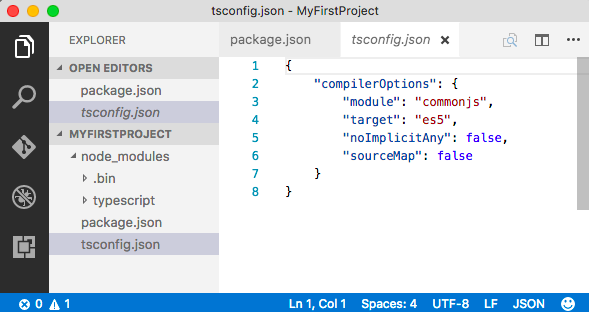 tsconfig.json - MyFirstProject
EXPLORER
OPEN EDITORS
package.json
tsconfig.json
MYFIRSTPROJECT
node_modules
.bin
typescript
package.json
tsconfig.json
package.json tsconfig.json
1 {
2 "compilerOptions": {
3 "module": "commonjs",
4 "target": "es5",
5 "noImplicitAny": false,
6 "sourceMap": false
7 }
8 }
0 1 Ln 1, Col 1 Spaces: 4 UTF-8 LF JSON